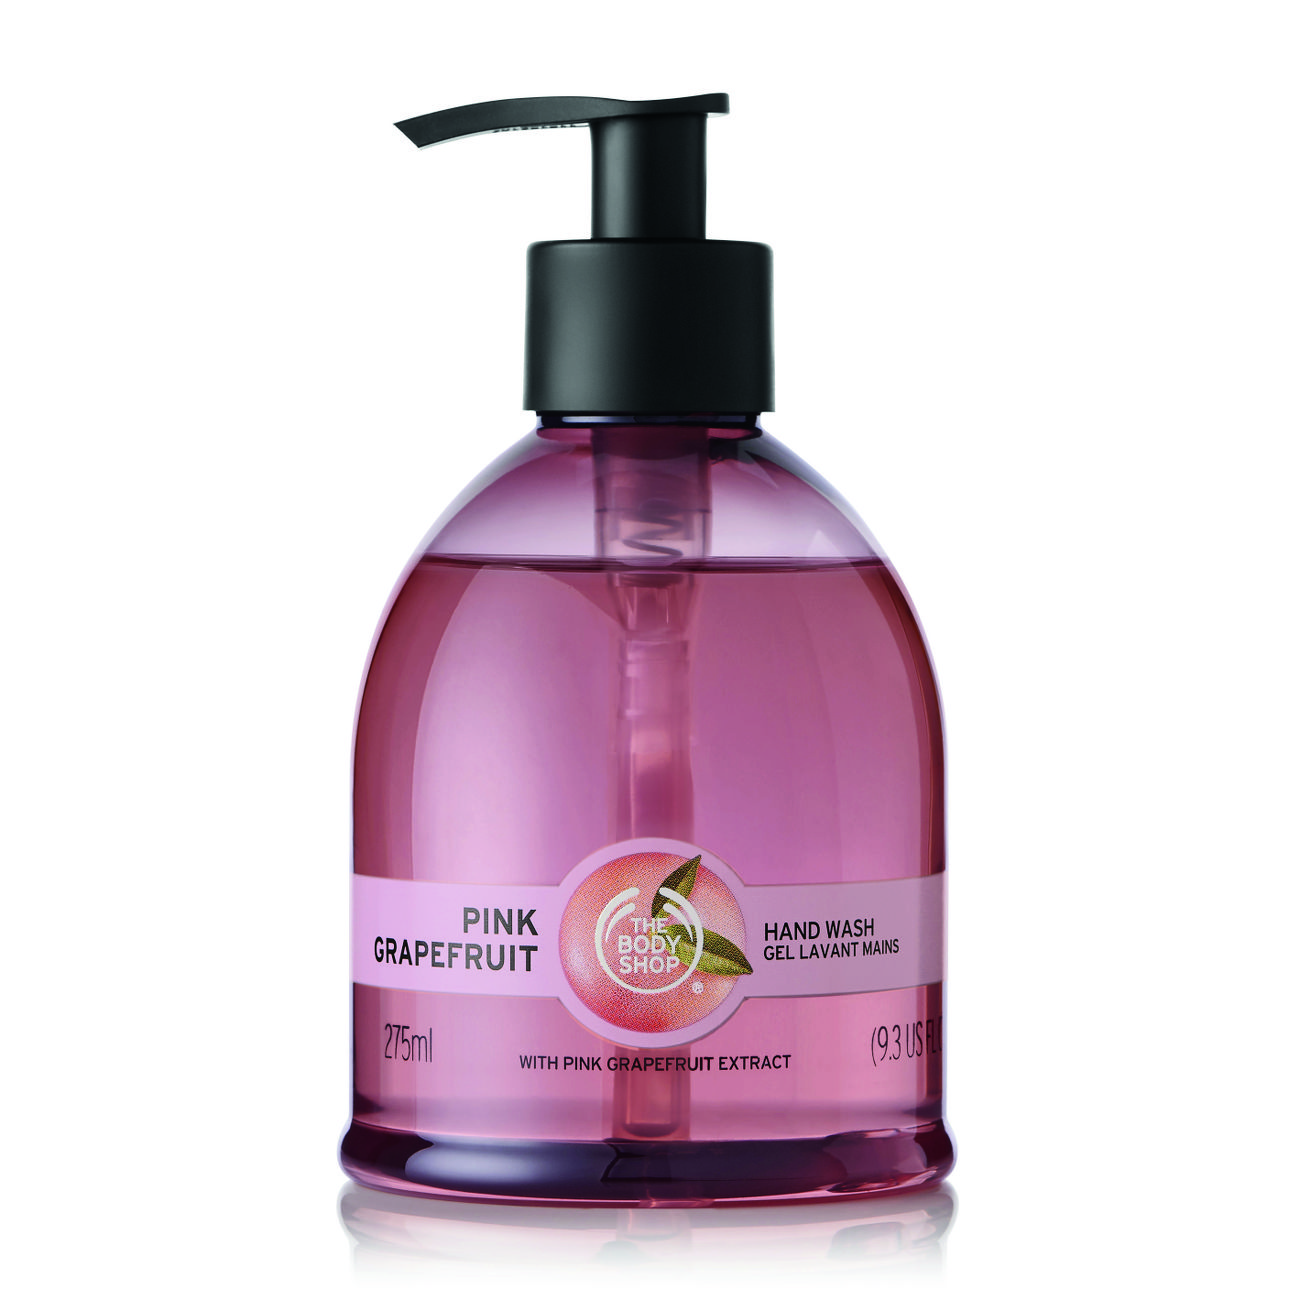 PINK
GRAPEFRUIT
THE
BODY
SHOP
®
HAND WASH
GEL LAVANT MAINS
275ml
(9.3 US FL
WITH PINK GRAPEFRUIT EXTRACT